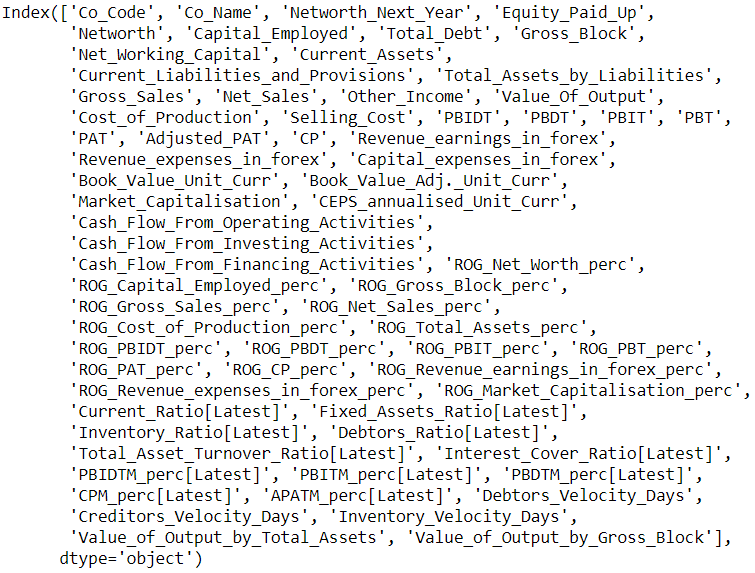 Index(['Co_Code', 'Co_Name', 'Networth_Next_Year', 'Equity_Paid_Up',
'Networth', 'Capital_Employed', 'Total_Debt', 'Gross_Block',
'Net_Working_Capital', 'Current_Assets',
'Current_Liabilities_and_Provisions', 'Total_Assets_by_Liabilities',
'Gross_Sales', 'Net_Sales', 'Other_Income', 'Value_Of_Output',
'Cost_of_Production', 'Selling_Cost', 'PBIDT', 'PBDT', 'PBIT', 'PBT',
'PAT', 'Adjusted_PAT', 'CP', 'Revenue_earnings_in_forex',
'Revenue_expenses_in_forex', 'Capital_expenses_in_forex',
'Book_Value_Unit_Curr', 'Book_Value_Adj._Unit_Curr',
'Market_Capitalisation', 'CEPS_annualised_Unit_Curr',
'Cash_Flow_From_Operating_Activities',
'Cash_Flow_From_Investing_Activities',
'Cash_Flow_From_Financing_Activities', 'ROG_Net_Worth_perc',
'ROG_Capital_Employed_perc', 'ROG_Gross_Block_perc',
'ROG_Gross_Sales_perc', 'ROG_Net_Sales_perc',
'ROG_Cost_of_Production_perc', 'ROG_Total_Assets_perc',
'ROG_PBIDT_perc', 'ROG_PBDT_perc', 'ROG_PBIT_perc', 'ROG_PBT_perc',
'ROG_PAT_perc', 'ROG_CP_perc', 'ROG_Revenue_earnings_in_forex_perc',
'ROG_Revenue_expenses_in_forex_perc', 'ROG_Market_Capitalisation_perc',
'Current_Ratio[Latest]', 'Fixed_Assets_Ratio[Latest]',
'Inventory_Ratio[Latest]', 'Debtors_Ratio[Latest]',
'Total_Asset_Turnover_Ratio[Latest]', 'Interest_Cover_Ratio[Latest]',
'PBIDTM_perc[Latest]', 'PBITM_perc[Latest]', 'PBDTM_perc[Latest]',
'CPM_perc[Latest]', 'APATM_perc[Latest]', 'Debtors_Velocity_Days',
'Creditors_Velocity_Days', 'Inventory_Velocity_Days',
'Value_of_Output_by_Total_Assets', 'Value_of_Output_by_Gross_Block'],
dtype='object')